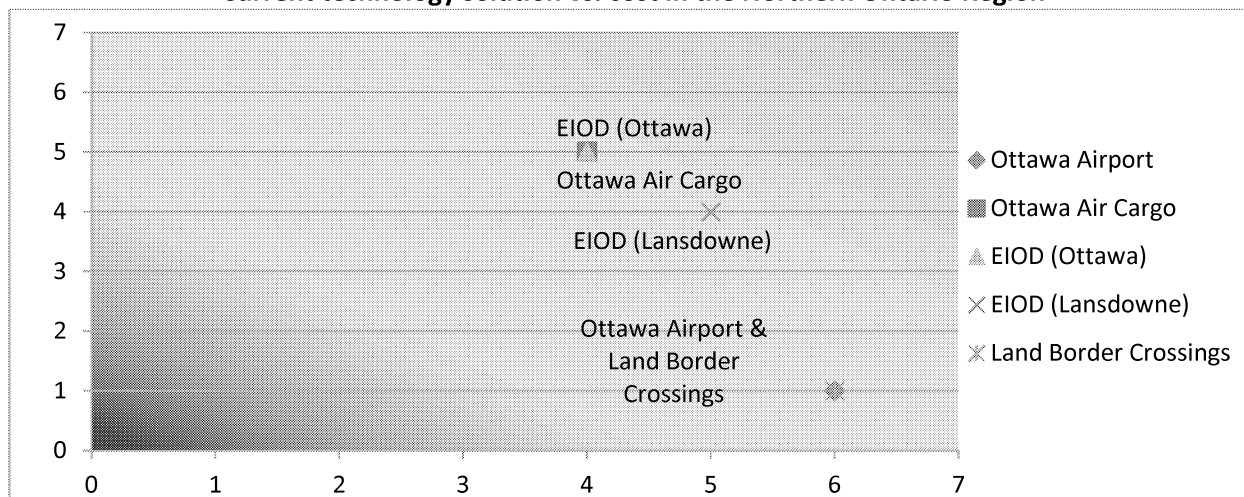 7
6
EIOD (Ottawa)
5
Ottawa Airport
Ottawa Air Cargo
Ottawa Air Cargo
4
EIOD (Lansdowne)
EIOD (Ottawa)
3
EIOD (Lansdowne)
2
Ottawa Airport &
Land Border
Crossings
Land Border Crossings
1
0
0 1 2 3 4 5 6 7